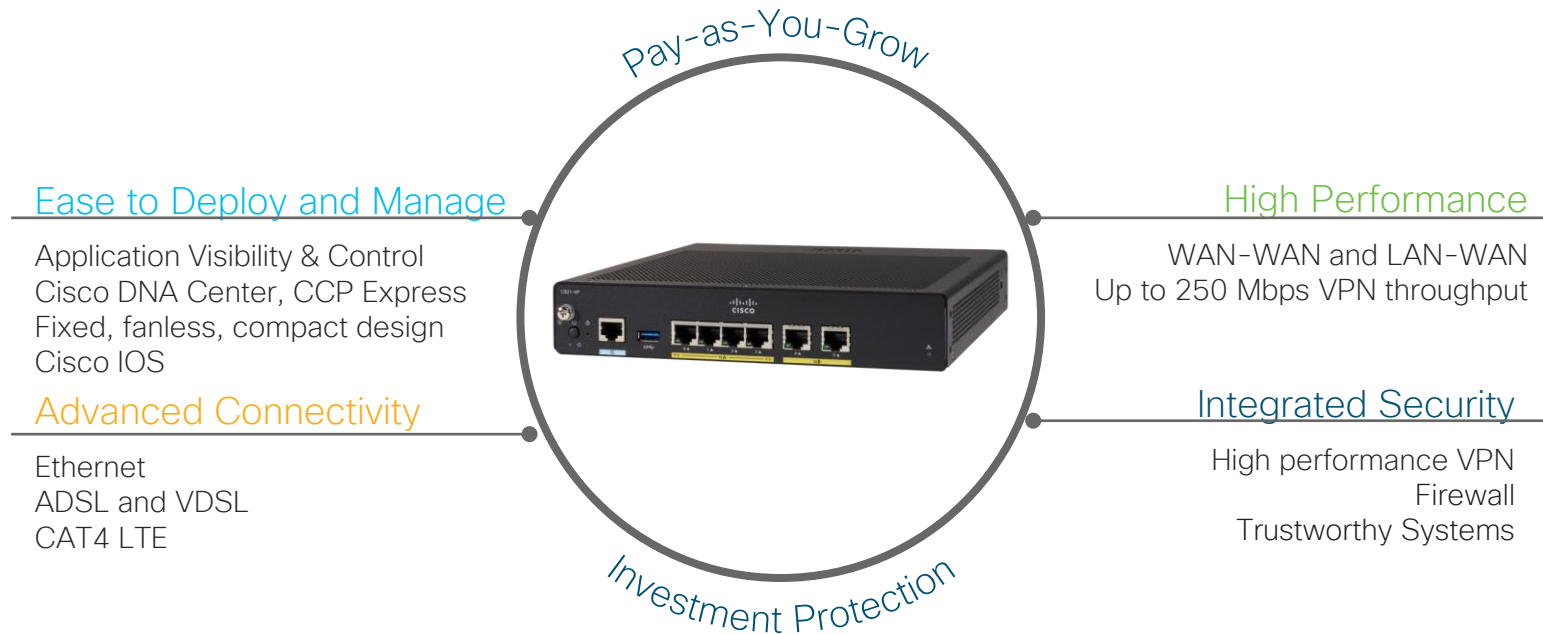 Pay-as-You-Grow
Ease to Deploy and Manage
Application Visibility & Control
Cisco DNA Center, CCP Express
Fixed, fanless, compact design
Cisco IOS
Advanced Connectivity
Ethernet
ADSL and VDSL
CAT4 LTE
High Performance
WAN-WAN and LAN-WAN
Up to 250 Mbps VPN throughput
Integrated Security
High performance VPN
Firewall
Trustworthy Systems
CISCO
Investment Protection